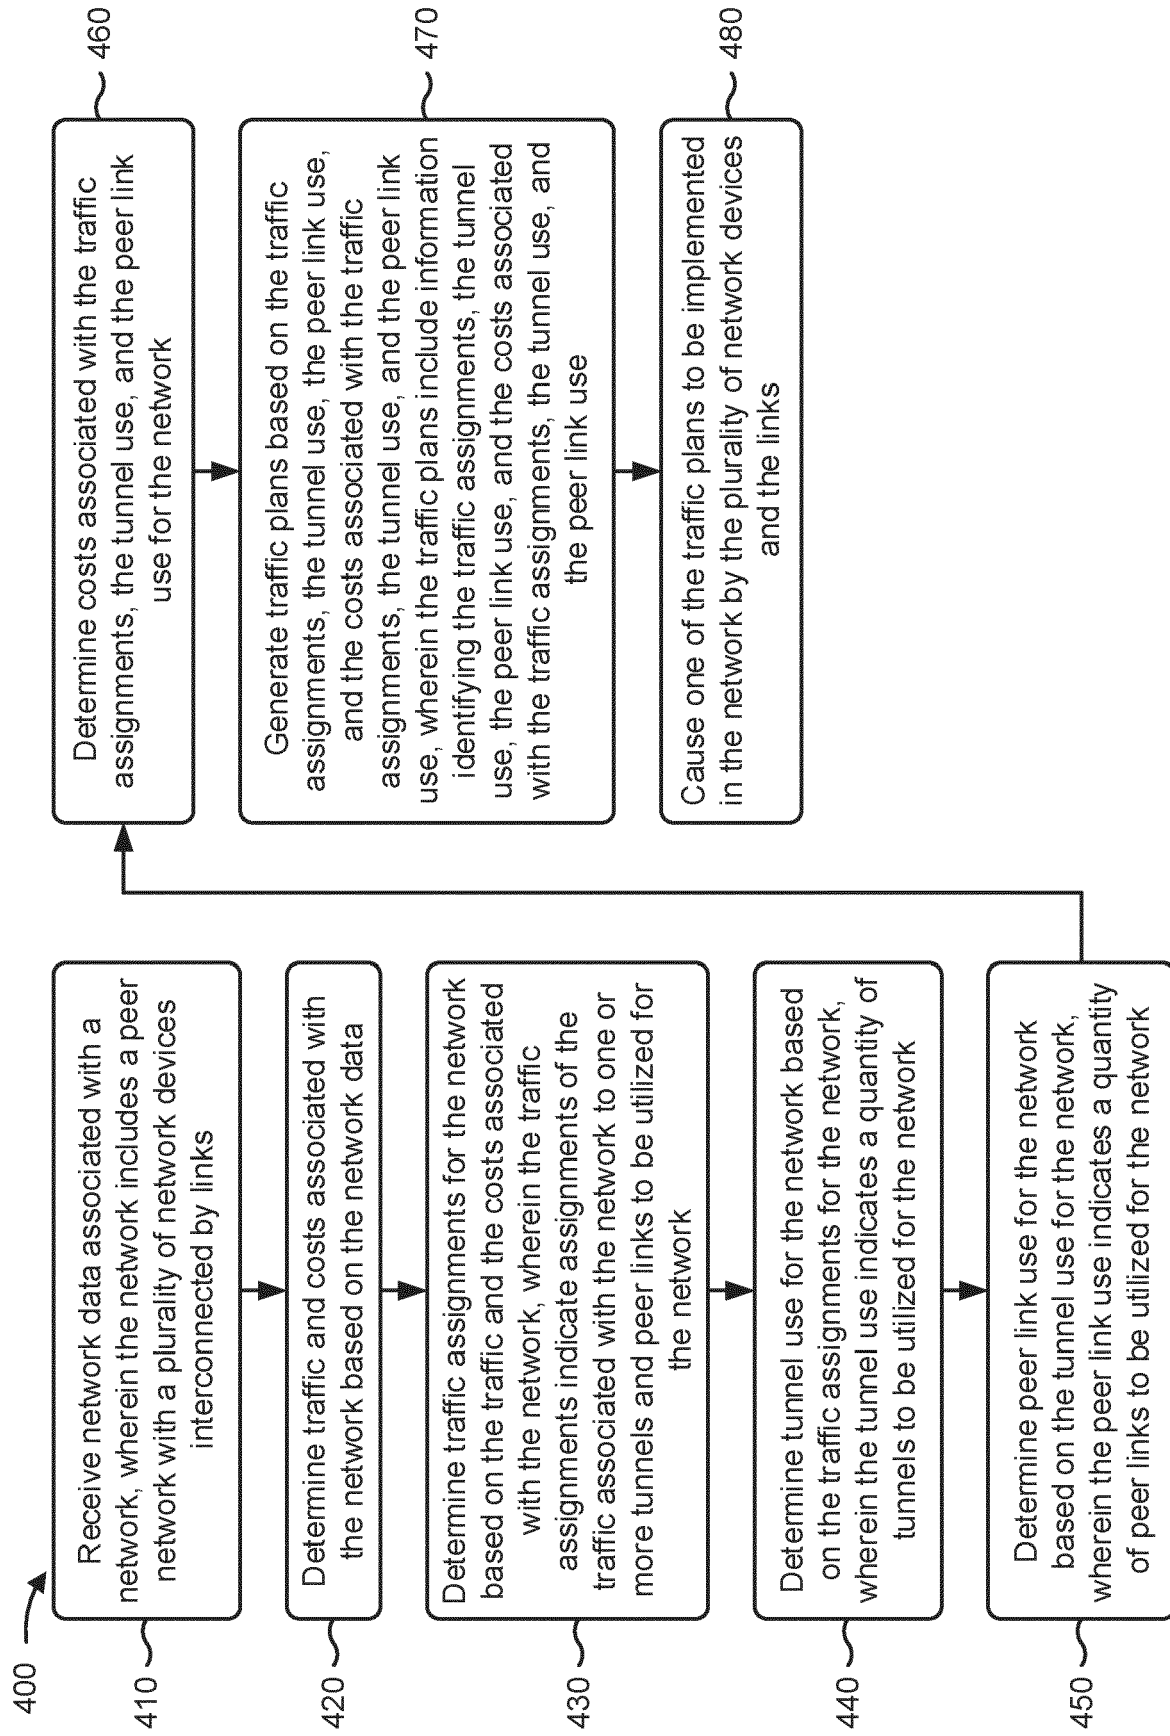 400
410
Receive network data associated with a
network, wherein the network includes a peer
network with a plurality of network devices
interconnected by links
420
Determine traffic and costs associated with
the network based on the network data
430
Determine traffic assignments for the network
based on the traffic and the costs associated
with the network, wherein the traffic
assignments indicate assignments of the
traffic associated with the network to one or
more tunnels and peer links to be utilized for
the network
440
Determine tunnel use for the network based
on the traffic assignments for the network,
wherein the tunnel use indicates a quantity of
tunnels to be utilized for the network
450
Determine peer link use for the network
based on the tunnel use for the network,
wherein the peer link use indicates a quantity
of peer links to be utilized for the network
460
Determine costs associated with the traffic
assignments, the tunnel use, and the peer link
use for the network
470
Generate traffic plans based on the traffic
assignments, the tunnel use, the peer link use,
and the costs associated with the traffic
assignments, the tunnel use, and the peer link
use, wherein the traffic plans include information
identifying the traffic assignments, the tunnel
use, the peer link use, and the costs associated
with the traffic assignments, the tunnel use, and
the peer link use
480
Cause one of the traffic plans to be implemented
in the network by the plurality of network devices
and the links